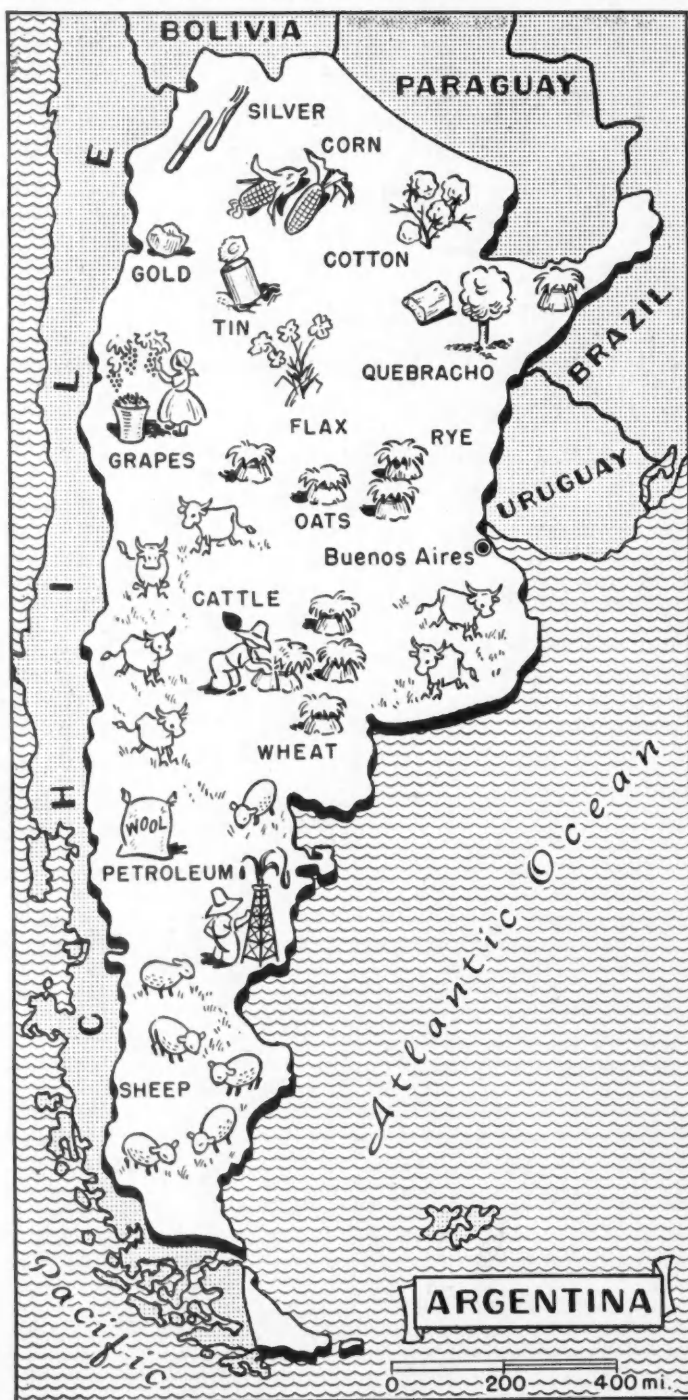 BOLIVIA
PARAGUAY
SILVER
CORN
GOLD
COTTON
TIN
QUEBRACHO
BRAZIL
FLAX
GRAPES
RYE
OATS
URUGUAY
Buenos Aires
CATTLE
WHEAT
WOOL
PETROLEUM
SHEEP
CHILE
Atlantic Ocean
Pacific
ARGENTINA
0 200 400 mi.